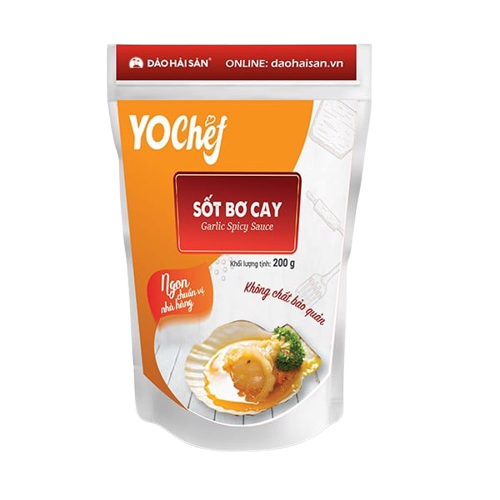 ĐẢO HẢI SẢN® ONLINE: daohaisan.vn
YOChef
SỐT BƠ CAY
Garlic Spicy Sauce
Khối lượng tịnh: 200 g
Ngon
chuẩn vị
nhà hàng
Không chất bảo quản